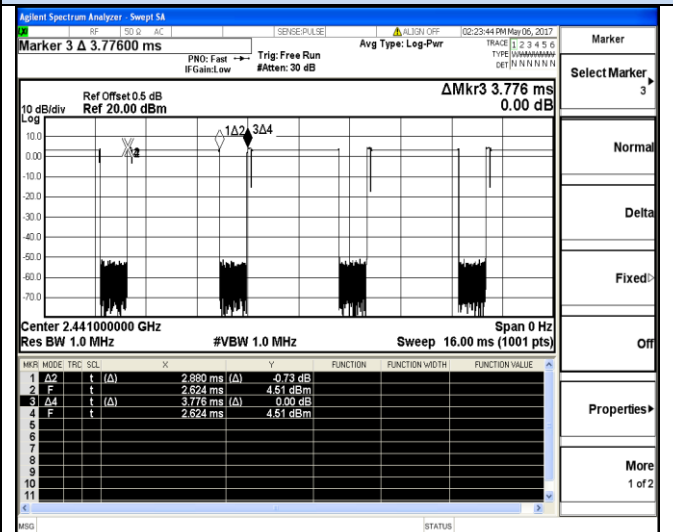 Agilent Spectrum Analyzer - Swept SA
RF 50 Ω AC SENSE:PULSE ALIGN OFF 02:23:44 PM May 06, 2017
Marker 3 Δ 3.77600 ms
PNO: Fast
IFGain:Low
Trig: Free Run
#Atten: 30 dB
Avg Type: Log-Pwr
TRACE 1 2 3 4 5 6
TYPE
DET N N N N N N
ΔMkr3 3.776 ms
0.00 dB
Ref Offset 0.5 dB
10 dB/div Ref 20.00 dBm
Log
10.0
0.00
-10.0
-20.0
-30.0
-40.0
-50.0
-60.0
-70.0
1Δ2 3Δ4
Center 2.441000000 GHz Span 0 Hz
Res BW 1.0 MHz #VBW 1.0 MHz Sweep 16.00 ms (1001 pts)
MKR MODE TRC SCL X Y FUNCTION FUNCTION WIDTH FUNCTION VALUE
1 Δ2 t (Δ) 2.880 ms (Δ) -0.73 dB
2 F t 2.624 ms 4.51 dBm
3 Δ4 t (Δ) 3.776 ms (Δ) 0.00 dB
4 F t 2.624 ms 4.51 dBm
5
6
7
8
9
10
11
MSG STATUS
Marker
Select Marker
3
Normal
Delta
Fixed
Off
Properties
More
1 of 2